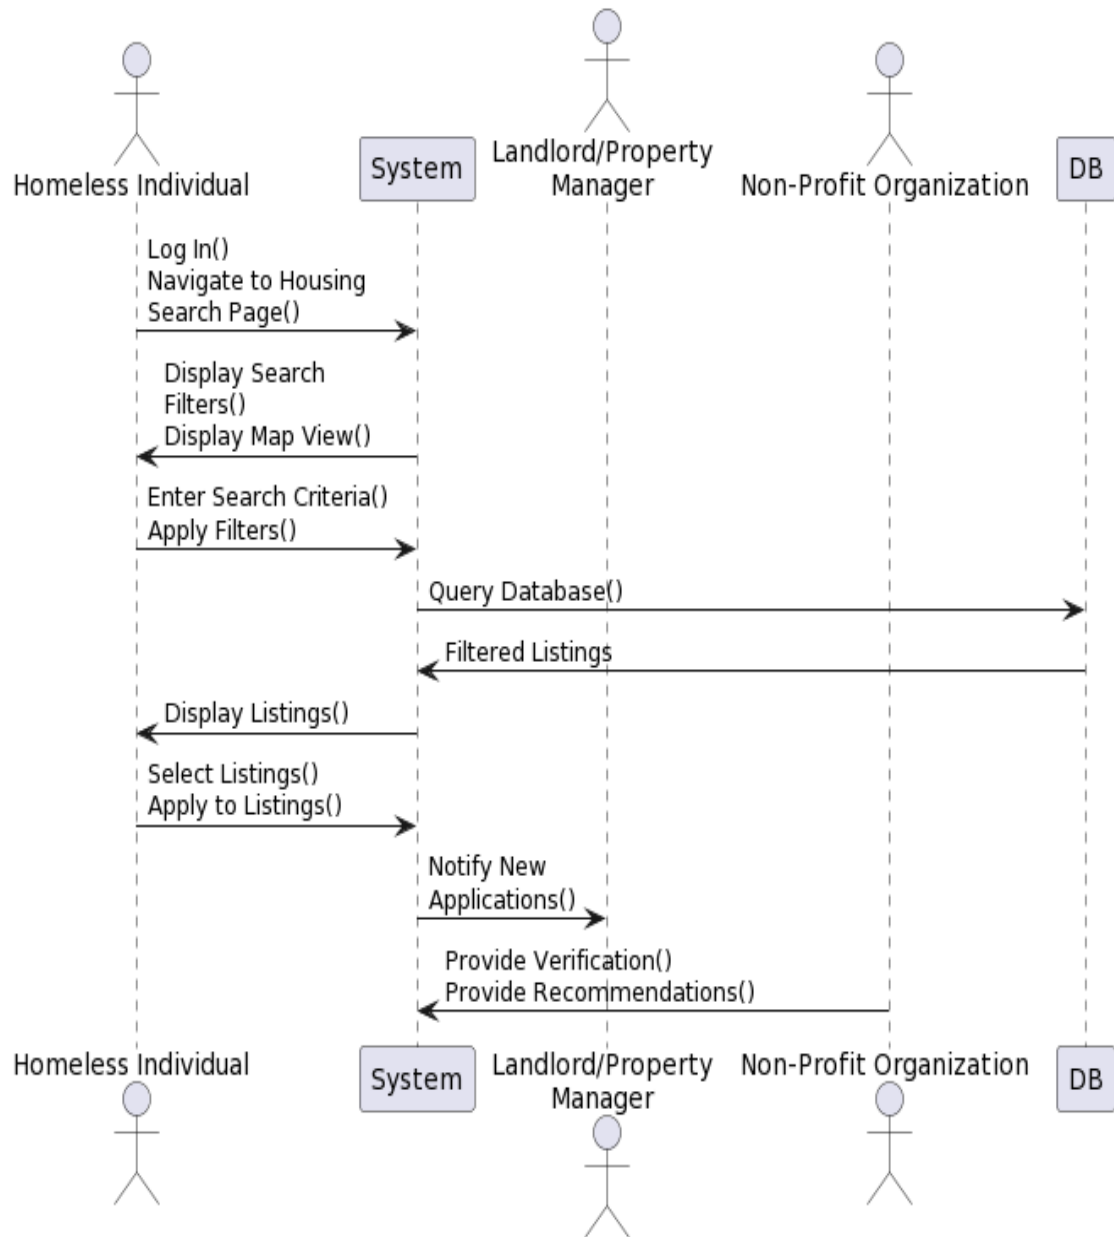 Homeless Individual
System
Landlord/Property
Manager
Non-Profit Organization
DB
Log In()
Navigate to Housing
Search Page()
Display Search
Filters()
Display Map View()
Enter Search Criteria()
Apply Filters()
Query Database()
Filtered Listings
Display Listings()
Select Listings()
Apply to Listings()
Notify New
Applications()
Provide Verification()
Provide Recommendations()
Homeless Individual
System
Landlord/Property
Manager
Non-Profit Organization
DB